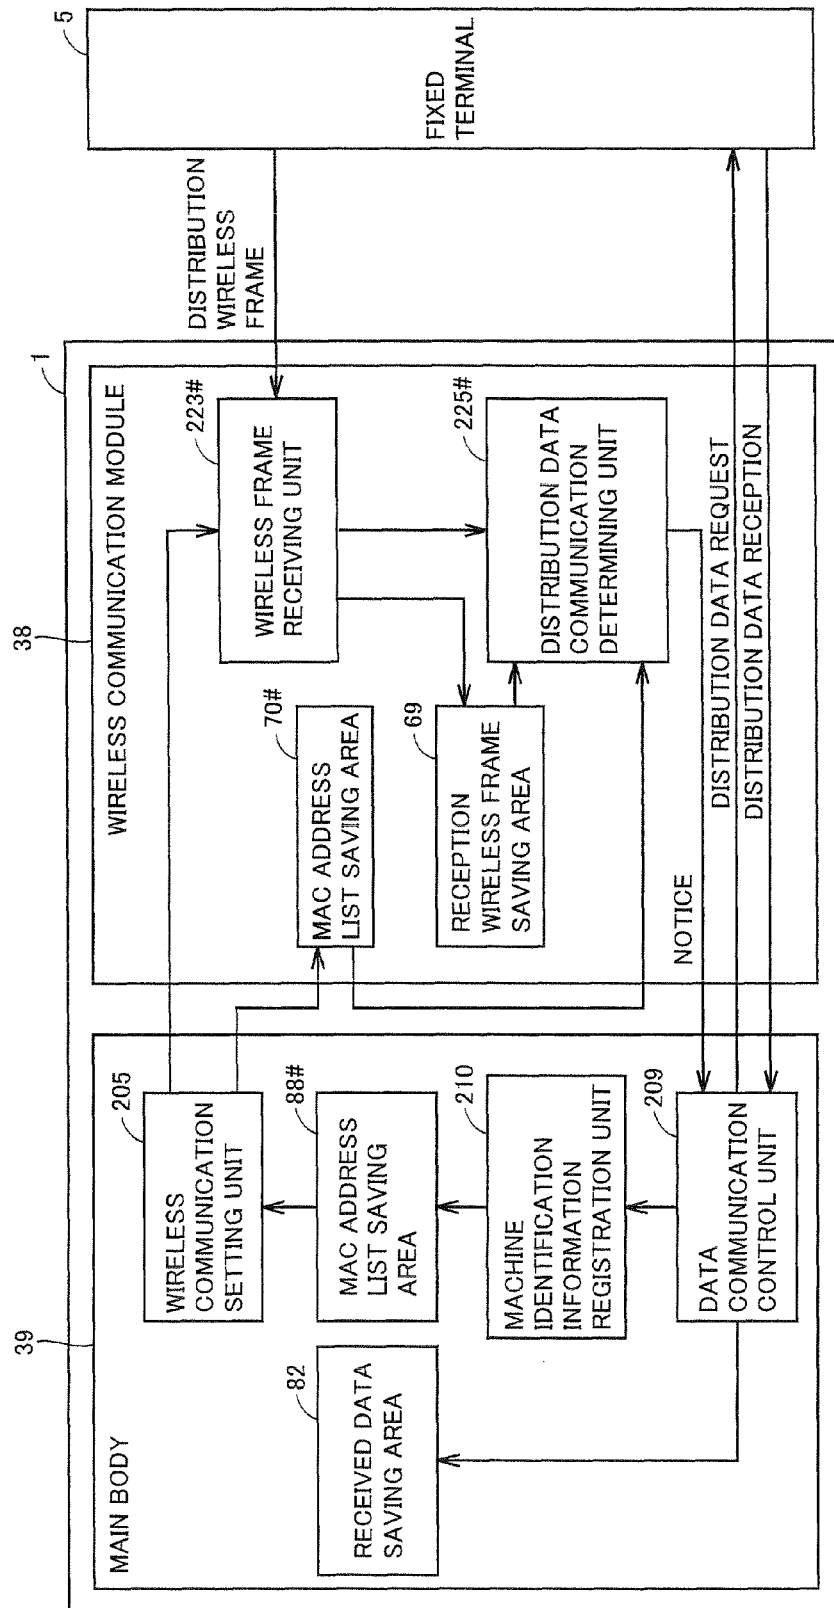 MAIN BODY
39
RECEIVED DATA
SAVING AREA
82
WIRELESS
COMMUNICATION
SETTING UNIT
205
MAC ADDRESS
LIST SAVING
AREA
88#
MACHINE
IDENTIFICATION
INFORMATION
REGISTRATION UNIT
210
DATA
COMMUNICATION
CONTROL UNIT
209
WIRELESS COMMUNICATION MODULE
38
1
MAC ADDRESS
LIST SAVING AREA
70#
RECEPTION
WIRELESS FRAME
SAVING AREA
69
WIRELESS FRAME
RECEIVING UNIT
223#
DISTRIBUTION DATA
COMMUNICATION
DETERMINING UNIT
225#
NOTICE
DISTRIBUTION DATA REQUEST
DISTRIBUTION DATA RECEPTION
DISTRIBUTION
WIRELESS
FRAME
FIXED
TERMINAL
5